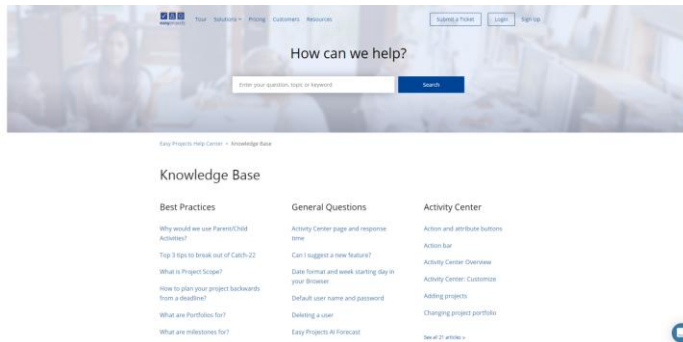 easyprojects
Tour Solutions Pricing Customers Resources
Submit a Ticket Login Sign Up
How can we help?
Enter your question, topic or keyword
Search
Easy Projects Help Center > Knowledge Base
Knowledge Base
Best Practices
Why would we use Parent/Child
Activities?
Top 3 tips to break out of Catch-22
What is Project Scope?
How to plan your project backwards
from a deadline?
What are Portfolios for?
What are milestones for?
General Questions
Activity Center page and response
time
Can I suggest a new Feature?
Date format and week starting day in
your Browser
Default user name and password
Deleting a user
Easy Projects AI Forecast
Activity Center
Action and attribute buttons
Action bar
Activity Center Overview
Activity Center: Customize
Adding projects
Changing project portfolio
See all 21 articles »